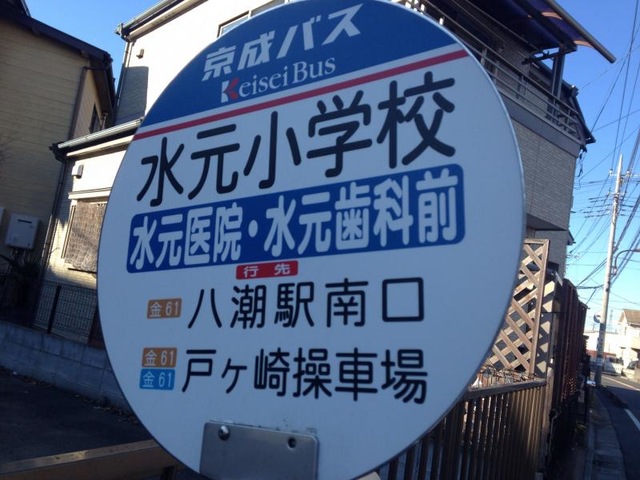 京成バス
KeiseiBus
水元小学校
水元医院・水元歯科前
行先
金61 八潮駅南口
金61
金61 戸ヶ崎操車場